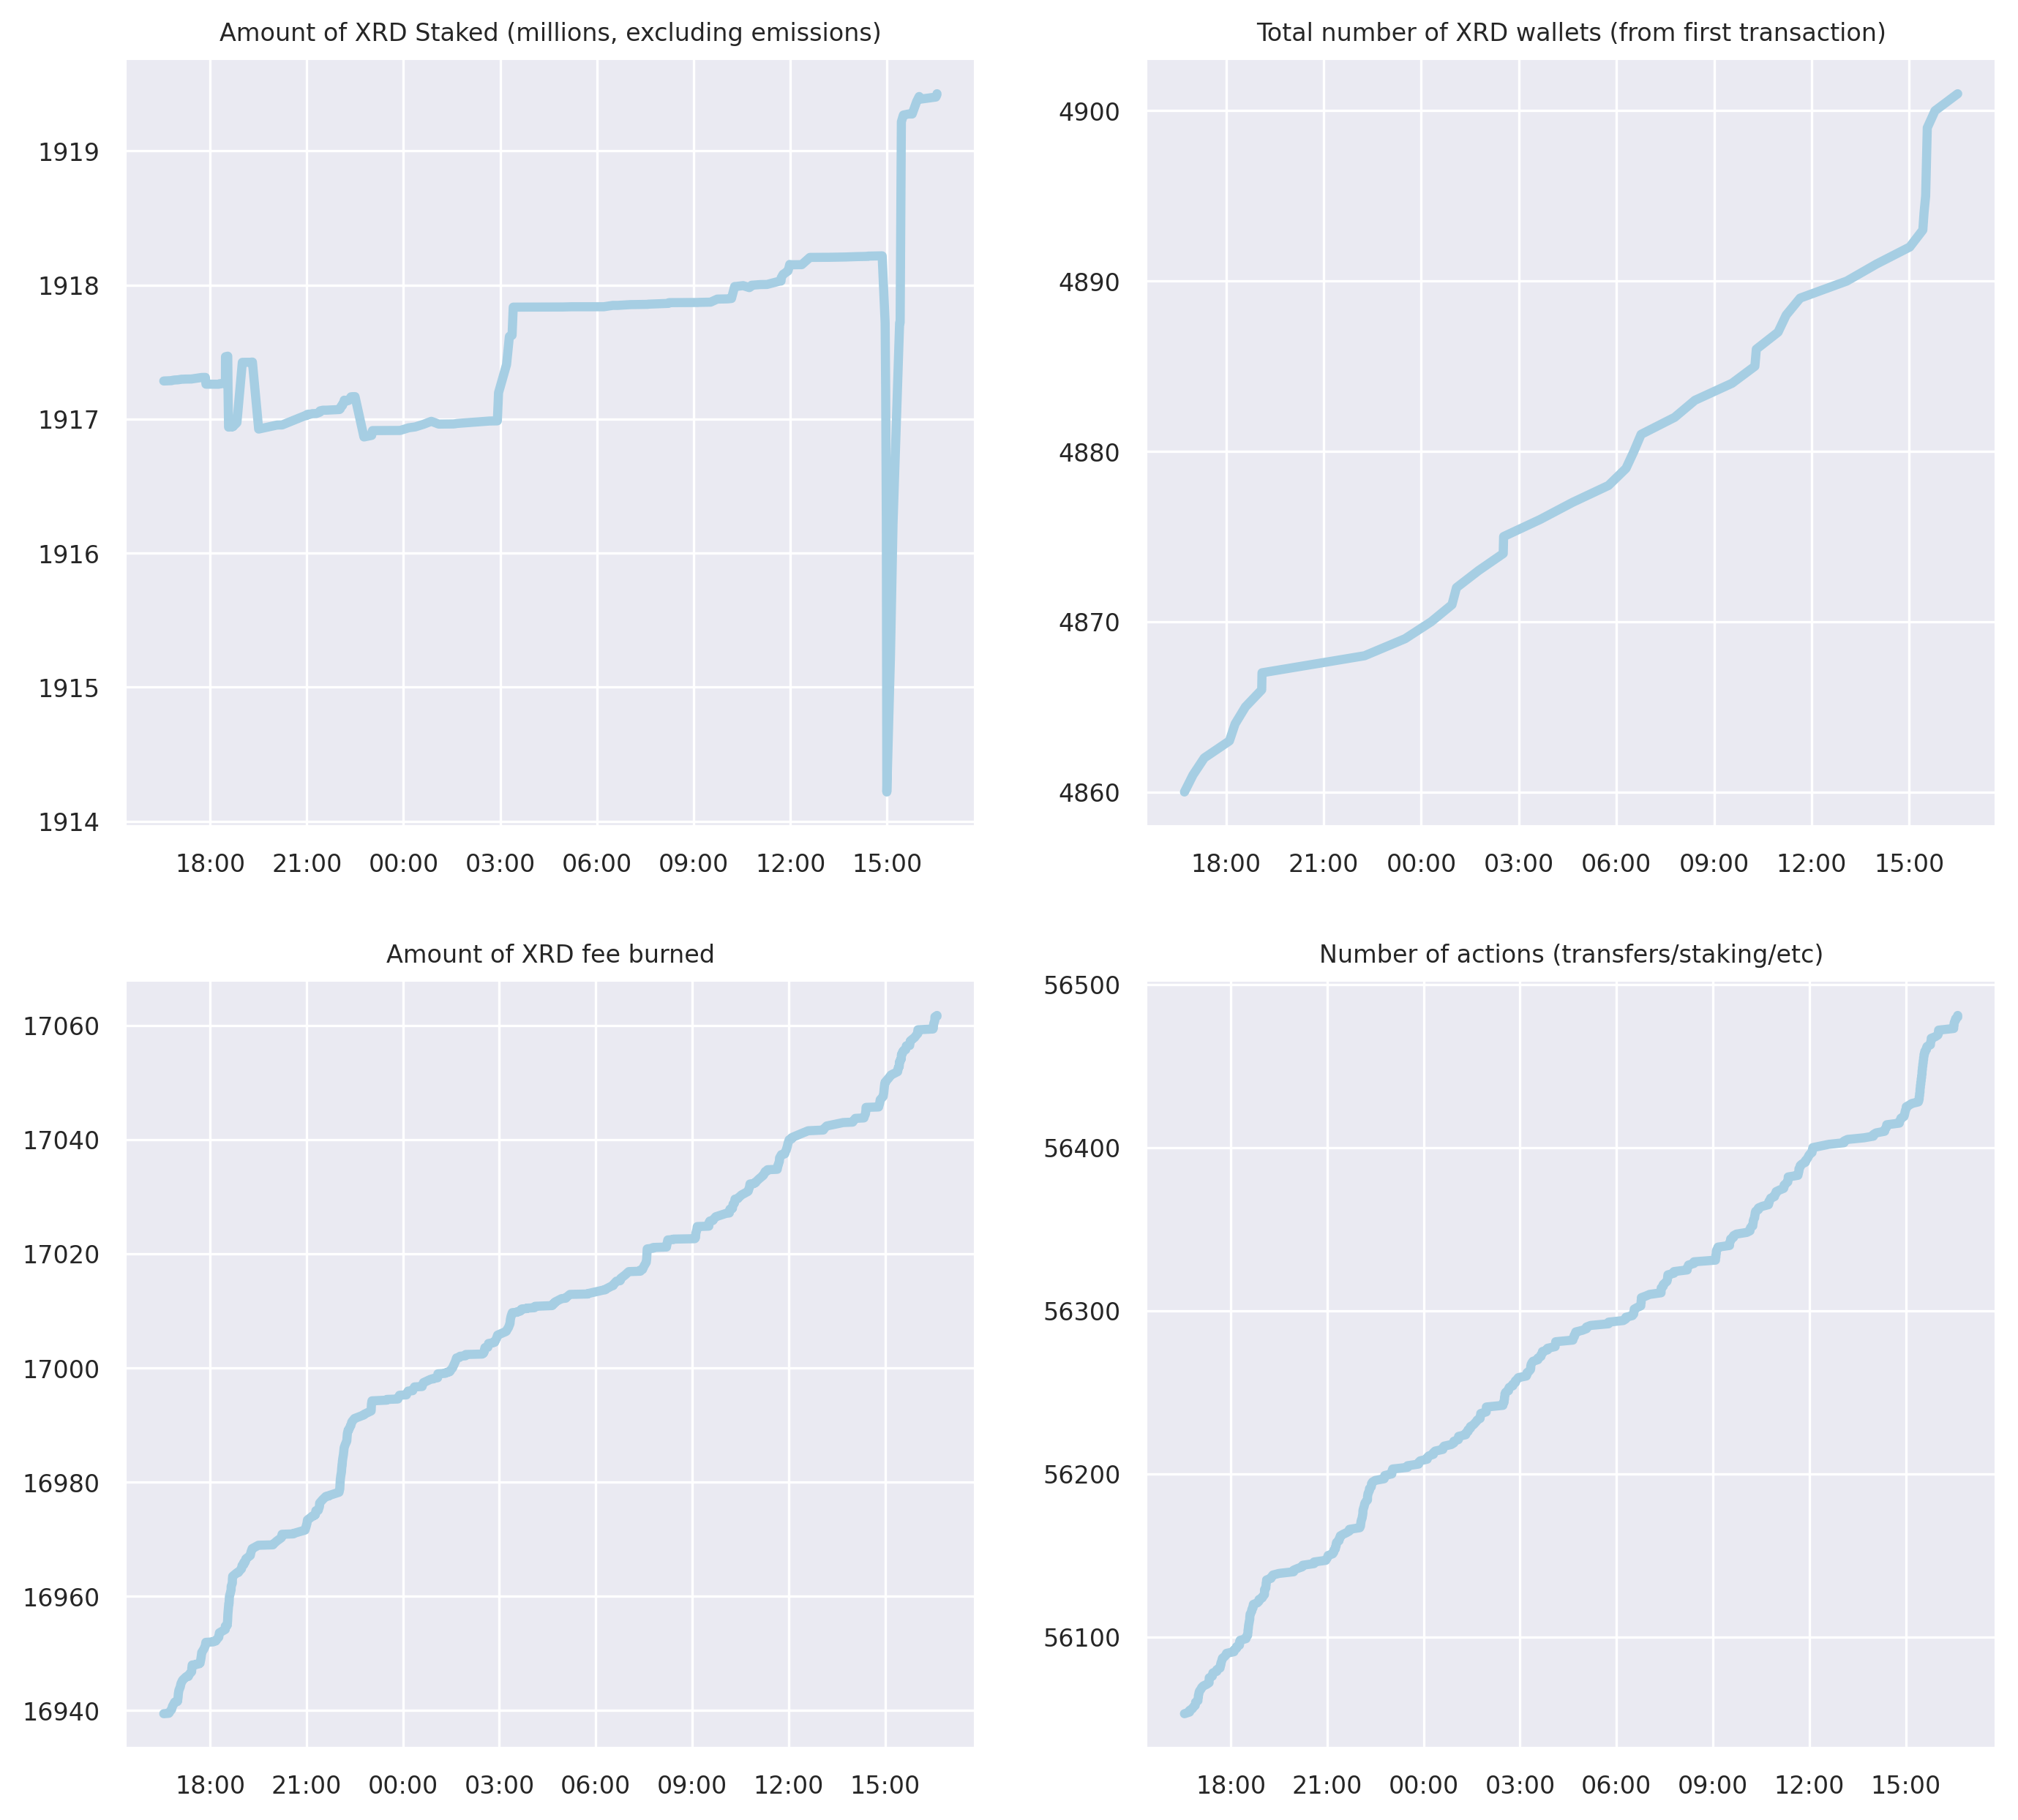 Amount of XRD Staked (millions, excluding emissions)
1919
1918
1917
1916
1915
1914
18:00 21:00 00:00 03:00 06:00 09:00 12:00 15:00
Total number of XRD wallets (from first transaction)
4900
4890
4880
4870
4860
18:00 21:00 00:00 03:00 06:00 09:00 12:00 15:00
Amount of XRD fee burned
17060
17040
17020
17000
16980
16960
16940
18:00 21:00 00:00 03:00 06:00 09:00 12:00 15:00
Number of actions (transfers/staking/etc)
56500
56400
56300
56200
56100
18:00 21:00 00:00 03:00 06:00 09:00 12:00 15:00